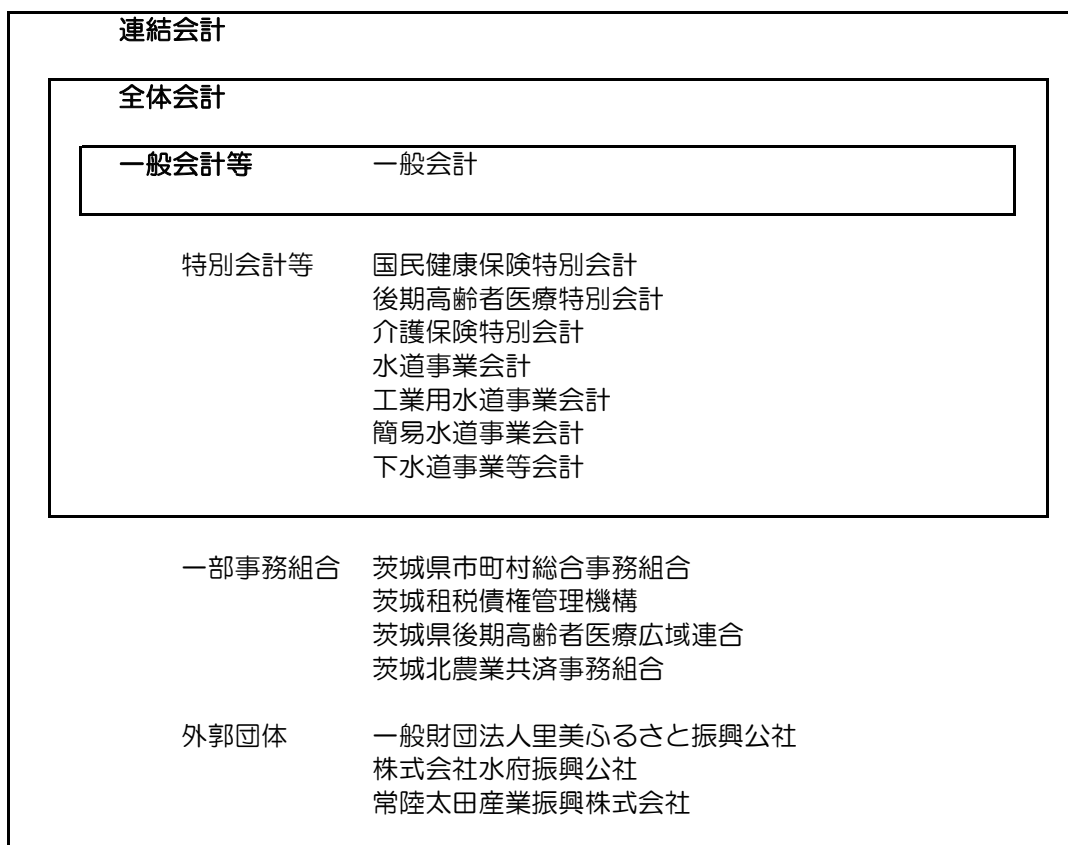 連結会計
全体会計
一般会計等 一般会計
特別会計等 国民健康保険特別会計
後期高齢者医療特別会計
介護保険特別会計
水道事業会計
工業用水道事業会計
簡易水道事業会計
下水道事業等会計
一部事務組合 茨城県市町村総合事務組合
茨城租税債権管理機構
茨城県後期高齢者医療広域連合
茨城北農業共済事務組合
外郭団体 一般財団法人里美ふるさと振興公社
株式会社水府振興公社
常陸太田産業振興株式会社